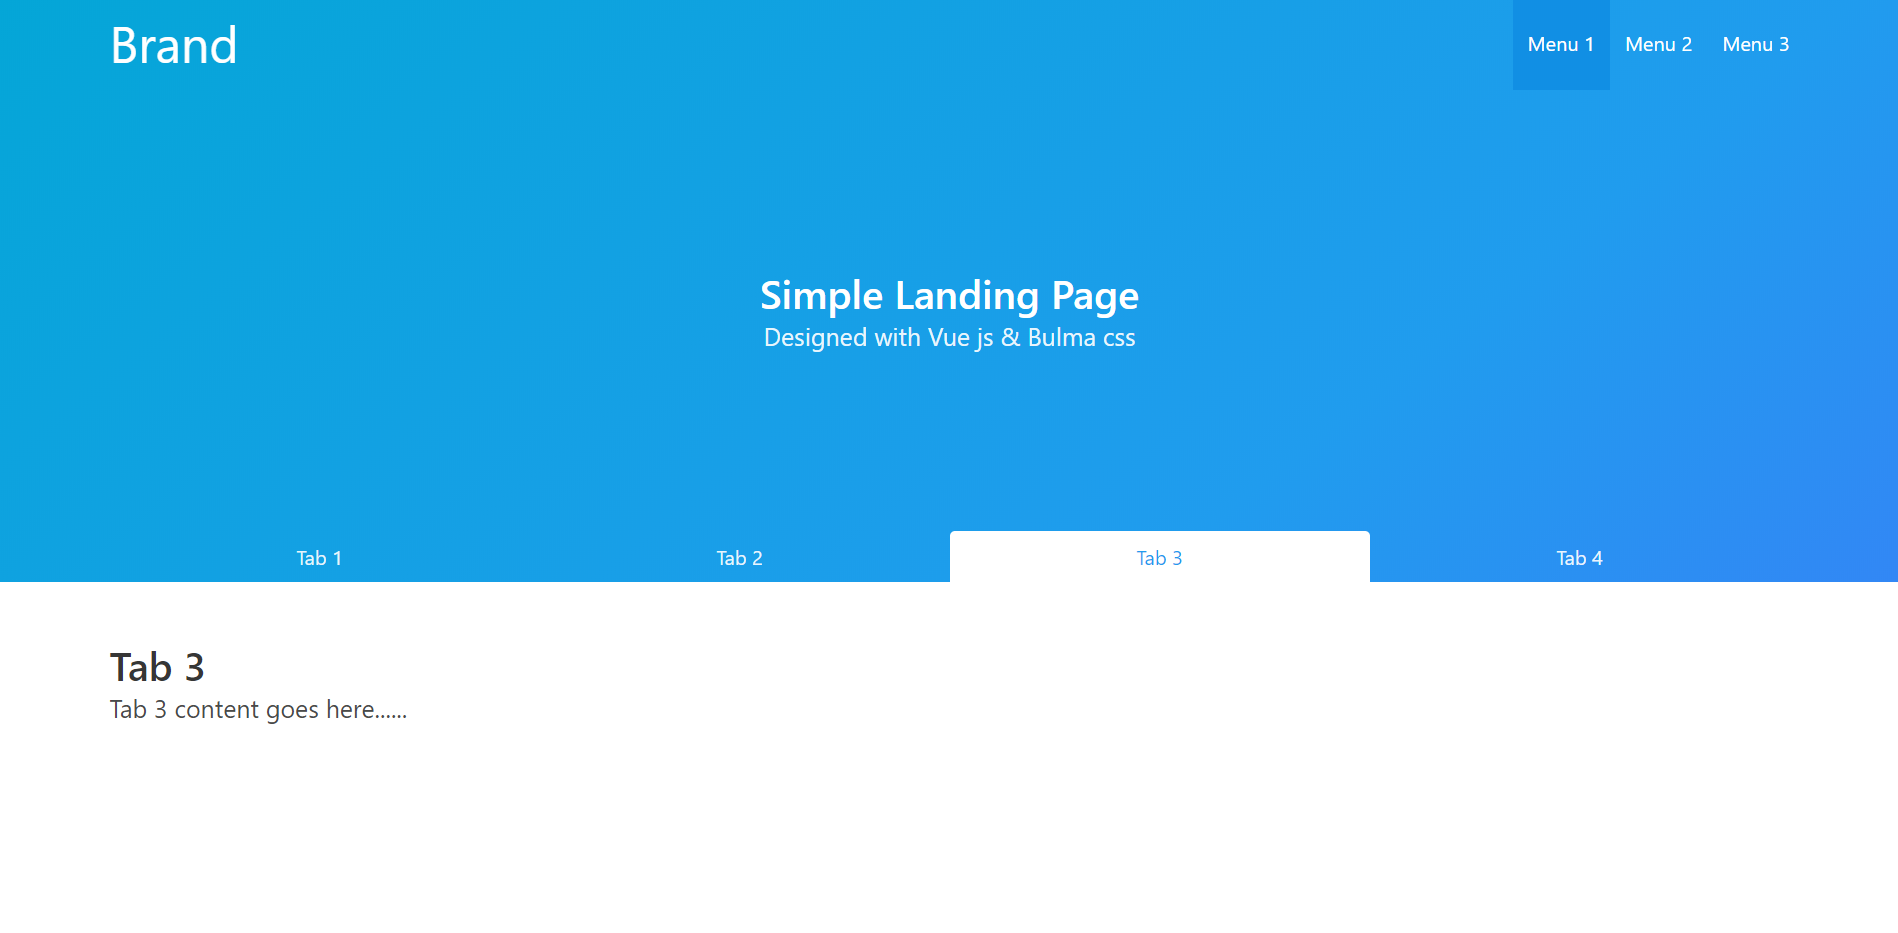 Brand
Menu 1 Menu 2 Menu 3
Simple Landing Page
Designed with Vue js & Bulma css
Tab 1 Tab 2 Tab 3 Tab 4
Tab 3
Tab 3 content goes here......